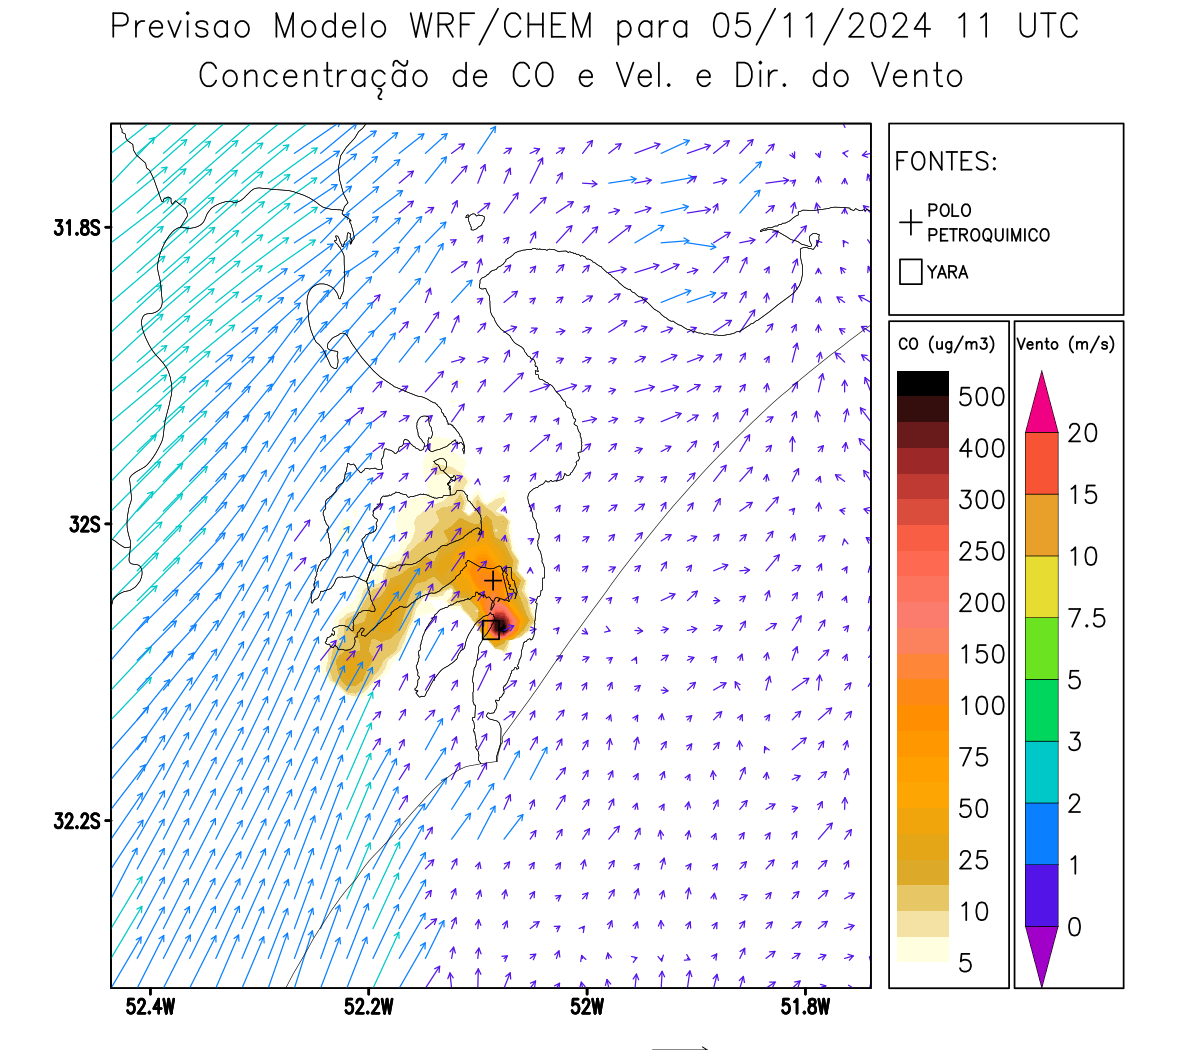 Previsao Modelo WRF/CHEM para 05/11/2024 11 UTC
Concentração de CO e Vel. e Dir. do Vento
FONTES:
POLO
PETROQUIMICO
YARA
CO (ug/m3)
500
400
300
250
200
150
100
75
50
25
10
5
Vento (m/s)
20
15
10
7.5
5
3
2
1
0
31.8S
32S
32.2S
52.4W
52.2W
52W
51.8W